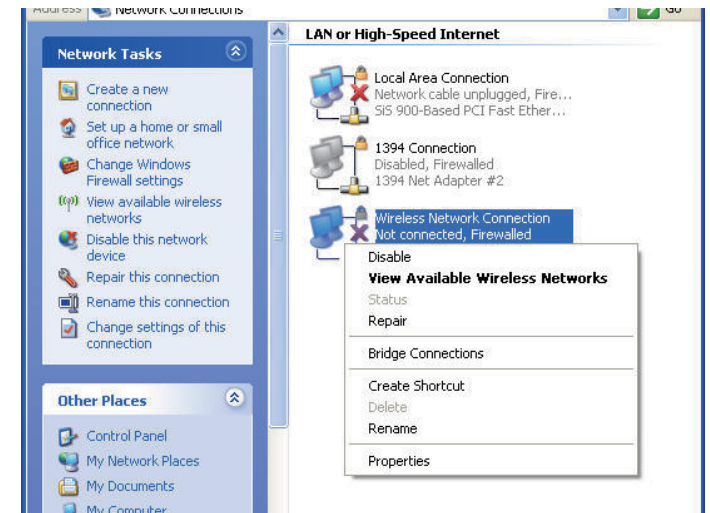 Address Network Connections
Go
Network Tasks
Create a new
connection
Set up a home or small
office network
Change Windows
Firewall settings
View available wireless
networks
Disable this network
device
Repair this connection
Rename this connection
Change settings of this
connection
Other Places
Control Panel
My Network Places
My Documents
My Computer
LAN or High-Speed Internet
Local Area Connection
Network cable unplugged, Fire...
SiS 900-Based PCI Fast Ether...
1394 Connection
Disabled, Firewalled
1394 Net Adapter #2
Wireless Network Connection
Not connected, Firewalled
Disable
View Available Wireless Networks
Status
Repair
Bridge Connections
Create Shortcut
Delete
Rename
Properties